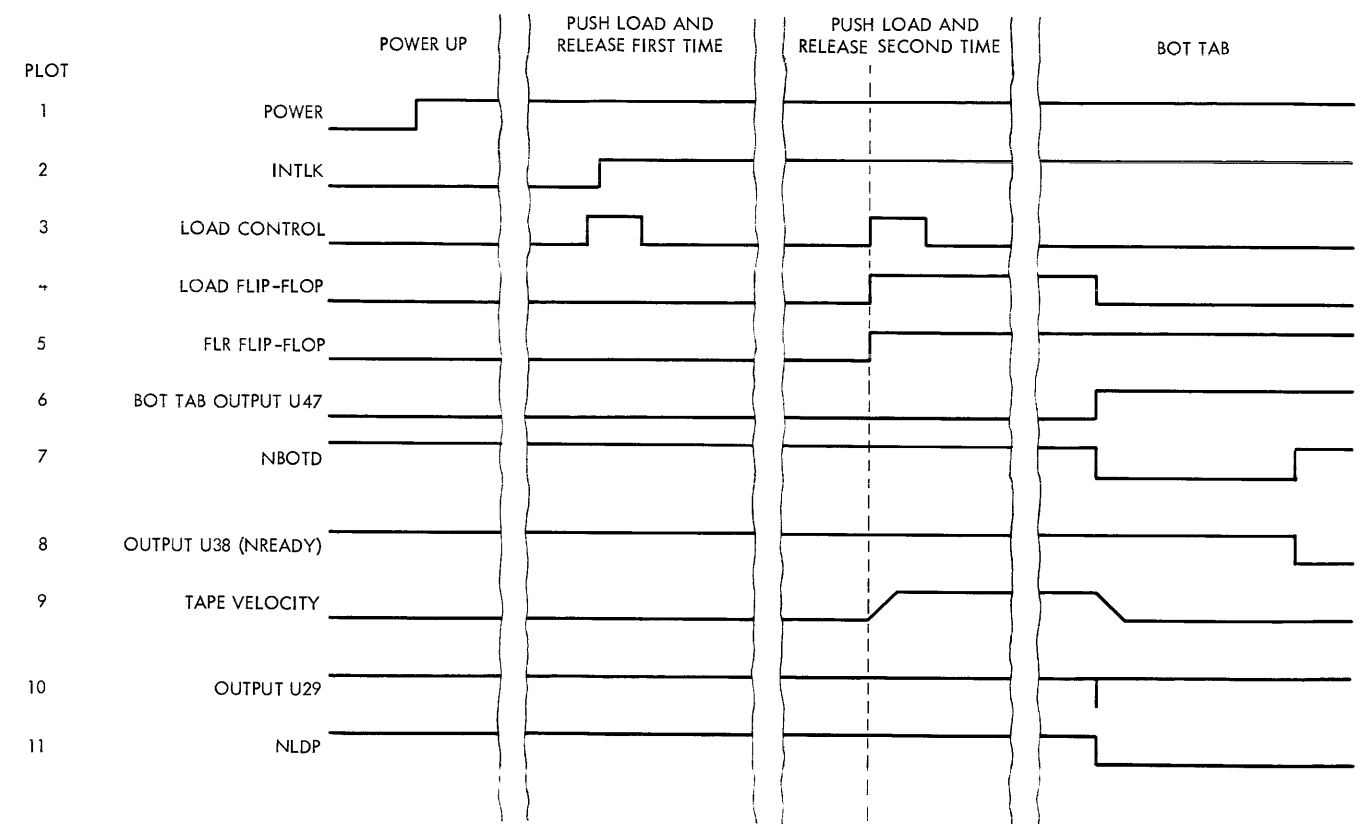 POWER UP
PUSH LOAD AND
RELEASE FIRST TIME
PUSH LOAD AND
RELEASE SECOND TIME
BOT TAB
PLOT
1 POWER
2 INTLK
3 LOAD CONTROL
4 LOAD FLIP-FLOP
5 FLR FLIP-FLOP
6 BOT TAB OUTPUT U47
7 NBOTD
8 OUTPUT U38 (NREADY)
9 TAPE VELOCITY
10 OUTPUT U29
11 NLDP